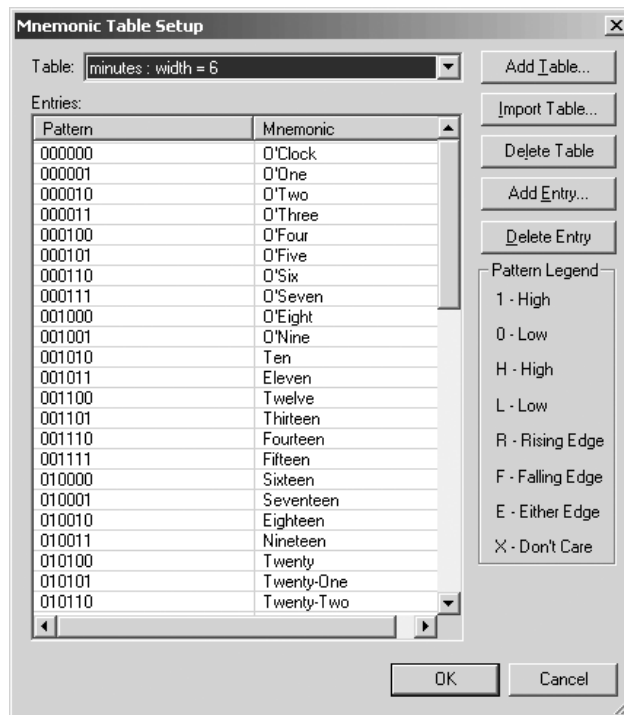 Mnemonic Table Setup
Table: minutes : width = 6
Add Table...
Entries:
Import Table...
Pattern Mnemonic
000000 O'Clock
000001 O'One
000010 O'Two
000011 O'Three
000100 O'Four
000101 O'Five
000110 O'Six
000111 O'Seven
001000 O'Eight
001001 O'Nine
001010 Ten
001011 Eleven
001100 Twelve
001101 Thirteen
001110 Fourteen
001111 Fifteen
010000 Sixteen
010001 Seventeen
010010 Eighteen
010011 Nineteen
010100 Twenty
010101 Twenty-One
010110 Twenty-Two
Delete Table
Add Entry...
Delete Entry
Pattern Legend
1 - High
0 - Low
H - High
L - Low
R - Rising Edge
F - Falling Edge
E - Either Edge
X - Don't Care
OK
Cancel